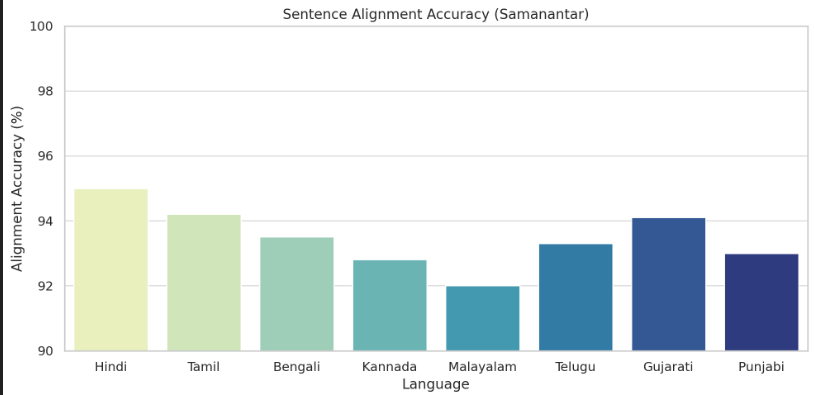 Sentence Alignment Accuracy (Samanantar)
100
98
96
94
92
90
Alignment Accuracy (%)
Hindi Tamil Bengali Kannada Malayalam Telugu Gujarati Punjabi
Language